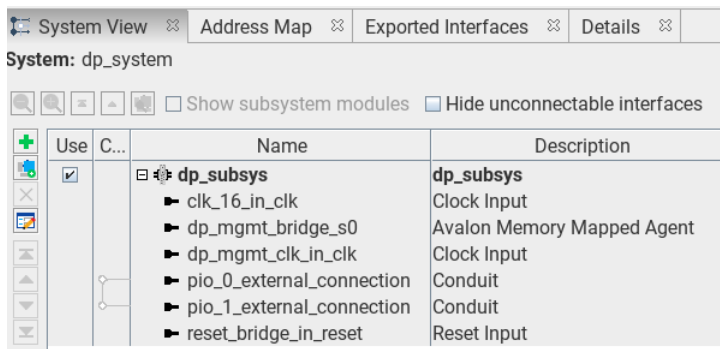 System View Address Map Exported Interfaces Details
System: dp_system
Show subsystem modules Hide unconnectable interfaces
Use C... Name Description
dp_subsys dp_subsys
clk_16_in_clk Clock Input
dp_mgmt_bridge_s0 Avalon Memory Mapped Agent
dp_mgmt_clk_in_clk Clock Input
pio_0_external_connection Conduit
pio_1_external_connection Conduit
reset_bridge_in_reset Reset Input